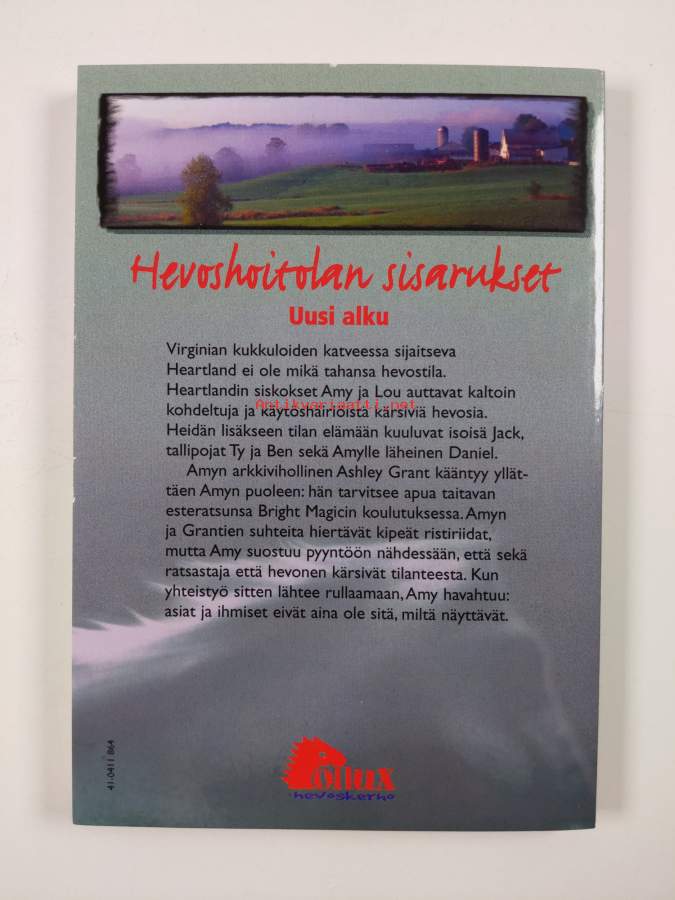 Hevoshoitolan sisarukset
Uusi alku
Virginian kukkuloiden katveessa sijaitseva
Heartland ei ole mikä tahansa hevostila.
Heartlandin siskokset Amy ja Lou auttavat kaltoin
Antikvariaatti.net
kohdeltuja ja käytöshäiriöistä kärsiviä hevosia.
Heidän lisäkseen tilan elämään kuuluvat isoisä Jack,
tallipojat Ty ja Ben sekä Amylle läheinen Daniel.
Amyn arkkivihollinen Ashley Grant kääntyy yllät-
täen Amyn puoleen: hän tarvitsee apua taitavan
esteratsunsa Bright Magicin koulutuksessa. Amyn
ja Grantien suhteita hiertävät kipeät ristiriidat,
mutta Amy suostuu pyyntöön nähdessään, että sekä
ratsastaja että hevonen kärsivät tilanteesta. Kun
yhteistyö sitten lähtee rullaamaan, Amy havahtuu:
asiat ja ihmiset eivät aina ole sitä, miltä näyttävät.
41-0411 864
hevoskerho